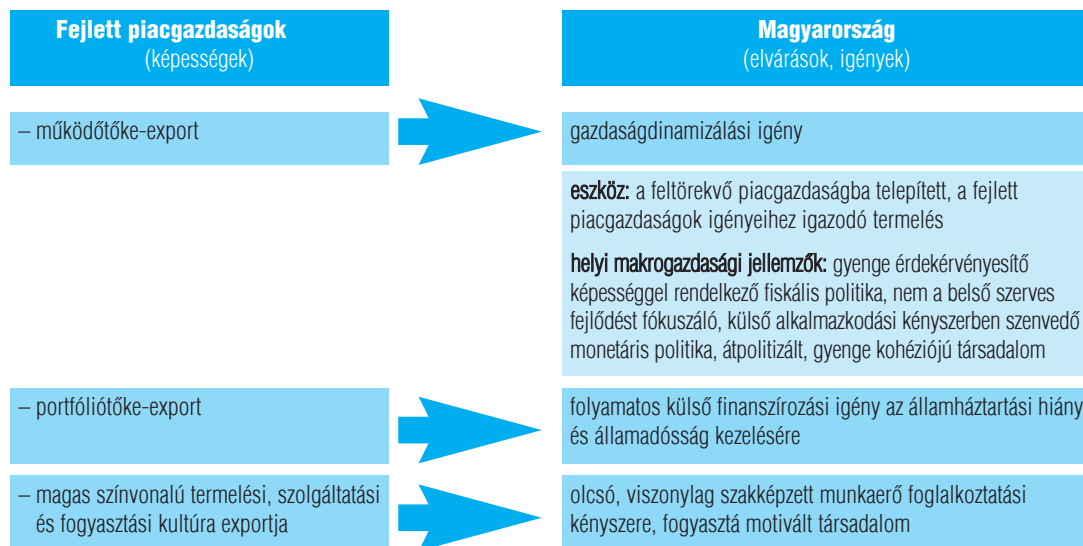 Fejlett piacgazdaságok
(képességek)
Magyarország
(elvárások, igények)
– működőtőke-export
gazdaságdinamizálási igény
eszköz: a feltörekvő piacgazdaságba telepített, a fejlett
piacgazdaságok igényeihez igazodó termelés
helyi makrogazdasági jellemzők: gyenge érdekérvényesítő
képességgel rendelkező fiskális politika, nem a belső szerves
fejlődést fókuszáló, külső alkalmazkodási kényszerben szenvedő
monetáris politika, átpolitizált, gyenge kohéziójú társadalom
– portfóliótőke-export
folyamatos külső finanszírozási igény az államháztartási hiány
és államadósság kezelésére
– magas színvonalú termelési, szolgáltatási
és fogyasztási kultúra exportja
olcsó, viszonylag szakképzett munkaerő foglalkoztatási
kényszere, fogyasztá motivált társadalom